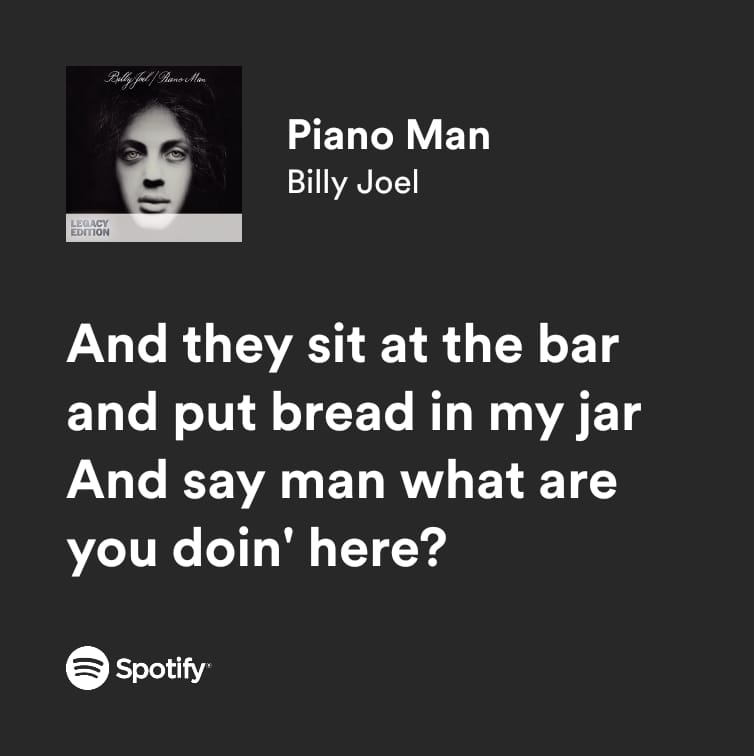 Billy Joel / Piano Man
LEGACY
EDITION
Piano Man
Billy Joel
And they sit at the bar
and put bread in my jar
And say man what are
you doin' here?
Spotify